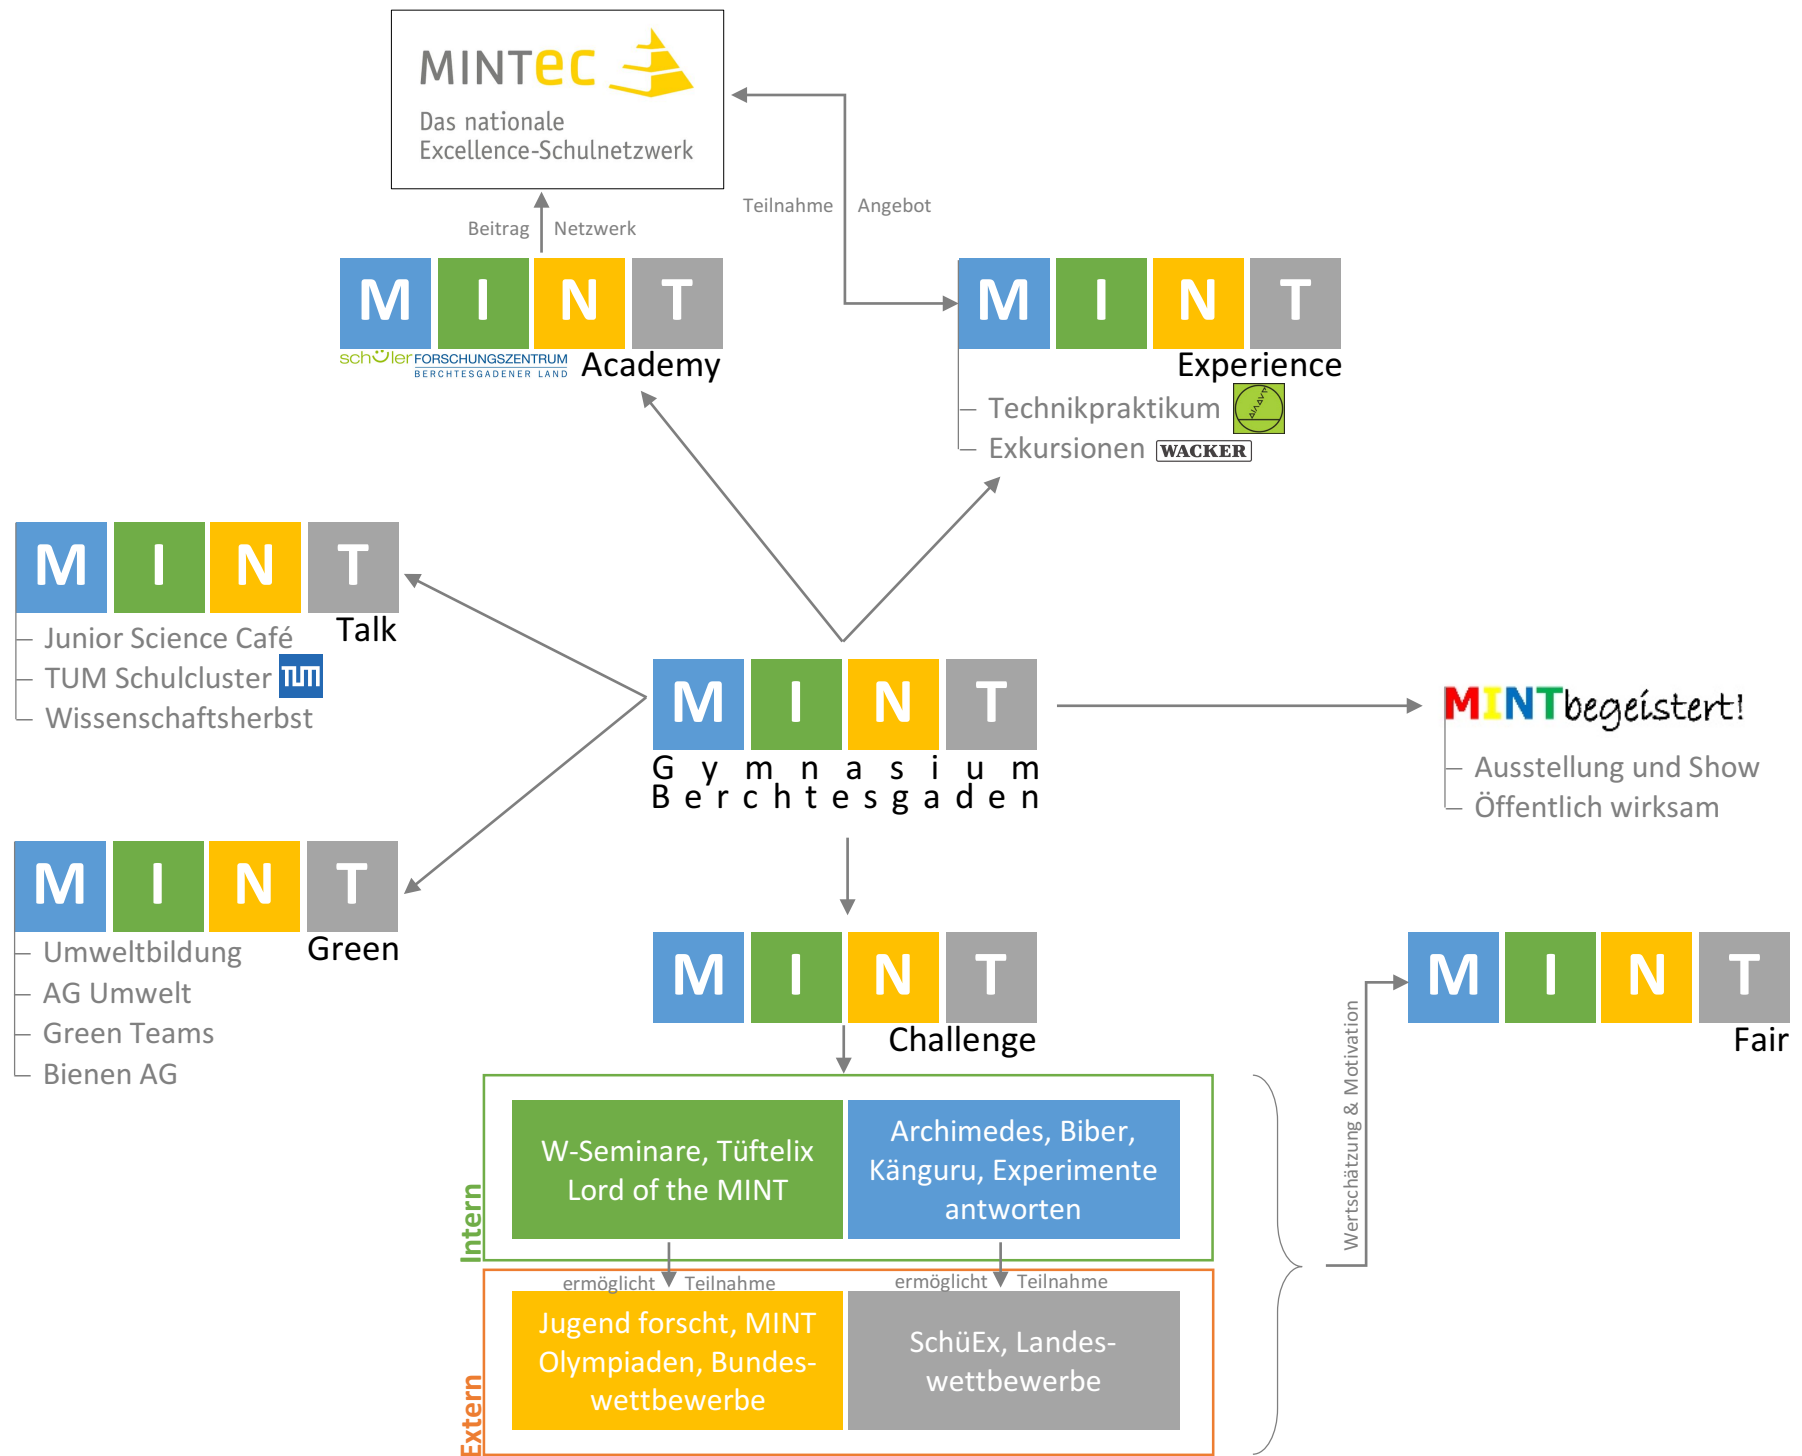 MINTec
Das nationale
Excellence-Schulnetzwerk
Teilnahme Angebot
Beitrag Netzwerk
M I N T
schüler FORSCHUNGSZENTRUM
BERCHTESGADENER LAND
Academy
M I N T
Experience
Technikpraktikum
Exkursionen WACKER
M I N T
Talk
Junior Science Café
TUM Schulcluster TUM
Wissenschaftsherbst
M I N T
Gymnasium
Berchtesgaden
MINTbegeistert!
Ausstellung und Show
Öffentlich wirksam
M I N T
Green
Umweltbildung
AG Umwelt
Green Teams
Bienen AG
M I N T
Challenge
M I N T
Fair
Wertschätzung & Motivation
Intern
W-Seminare, Tüftelix
Lord of the MINT
Archimedes, Biber,
Känguru, Experimente
antworten
ermöglicht Teilnahme
ermöglicht Teilnahme
Extern
Jugend forscht, MINT
Olympiaden, Bundes-
wettbewerbe
SchüEx, Landes-
wettbewerbe